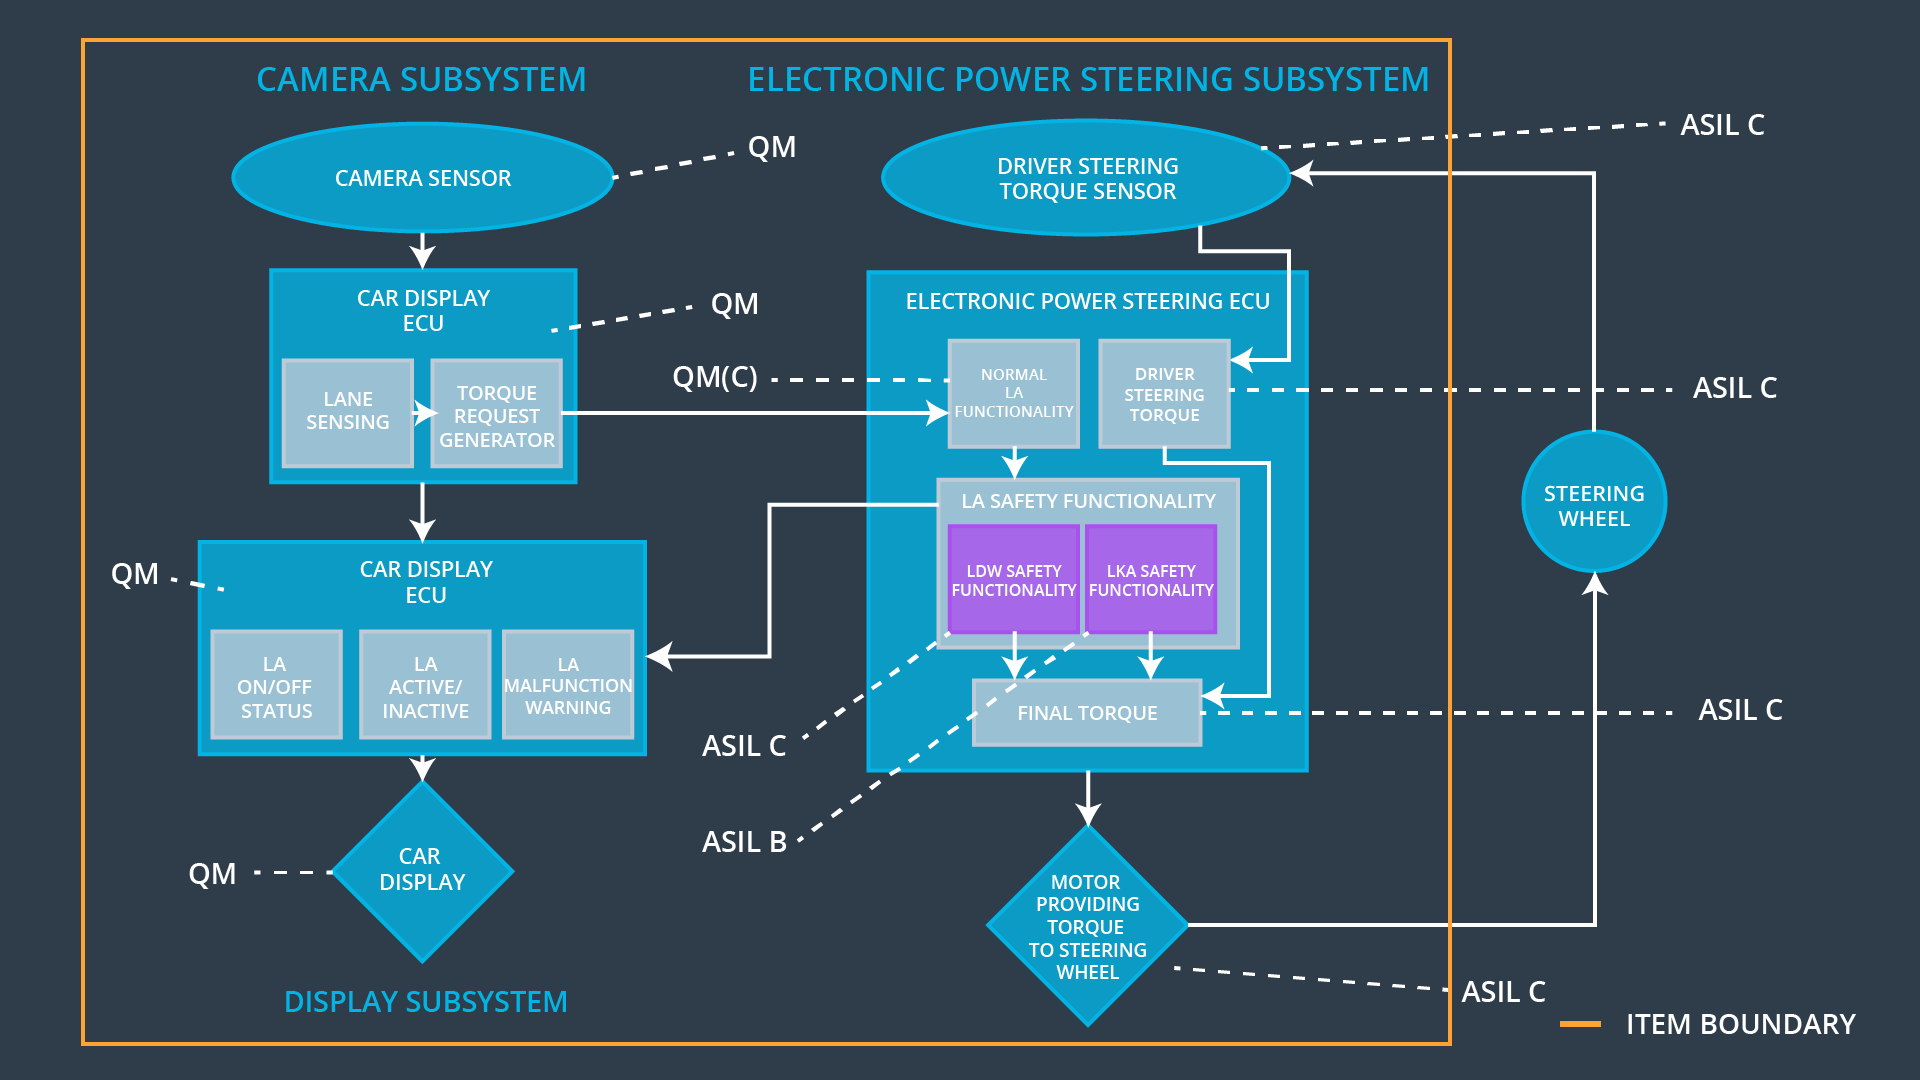 CAMERA SUBSYSTEM
ELECTRONIC POWER STEERING SUBSYSTEM
CAMERA SENSOR
QM
DRIVER STEERING
TORQUE SENSOR
ASIL C
CAR DISPLAY
ECU
QM
LANE
SENSING
TORQUE
REQUEST
GENERATOR
QM(C)
ELECTRONIC POWER STEERING ECU
NORMAL
LA
FUNCTIONALITY
DRIVER
STEERING
TORQUE
ASIL C
LA SAFETY FUNCTIONALITY
LDW SAFETY
FUNCTIONALITY
LKA SAFETY
FUNCTIONALITY
STEERING
WHEEL
QM
CAR DISPLAY
ECU
LA
ON/OFF
STATUS
LA
ACTIVE/
INACTIVE
LA
MALFUNCTION
WARNING
ASIL C
FINAL TORQUE
ASIL C
ASIL B
QM
CAR
DISPLAY
MOTOR
PROVIDING
TORQUE
TO STEERING
WHEEL
ASIL C
DISPLAY SUBSYSTEM
ITEM BOUNDARY